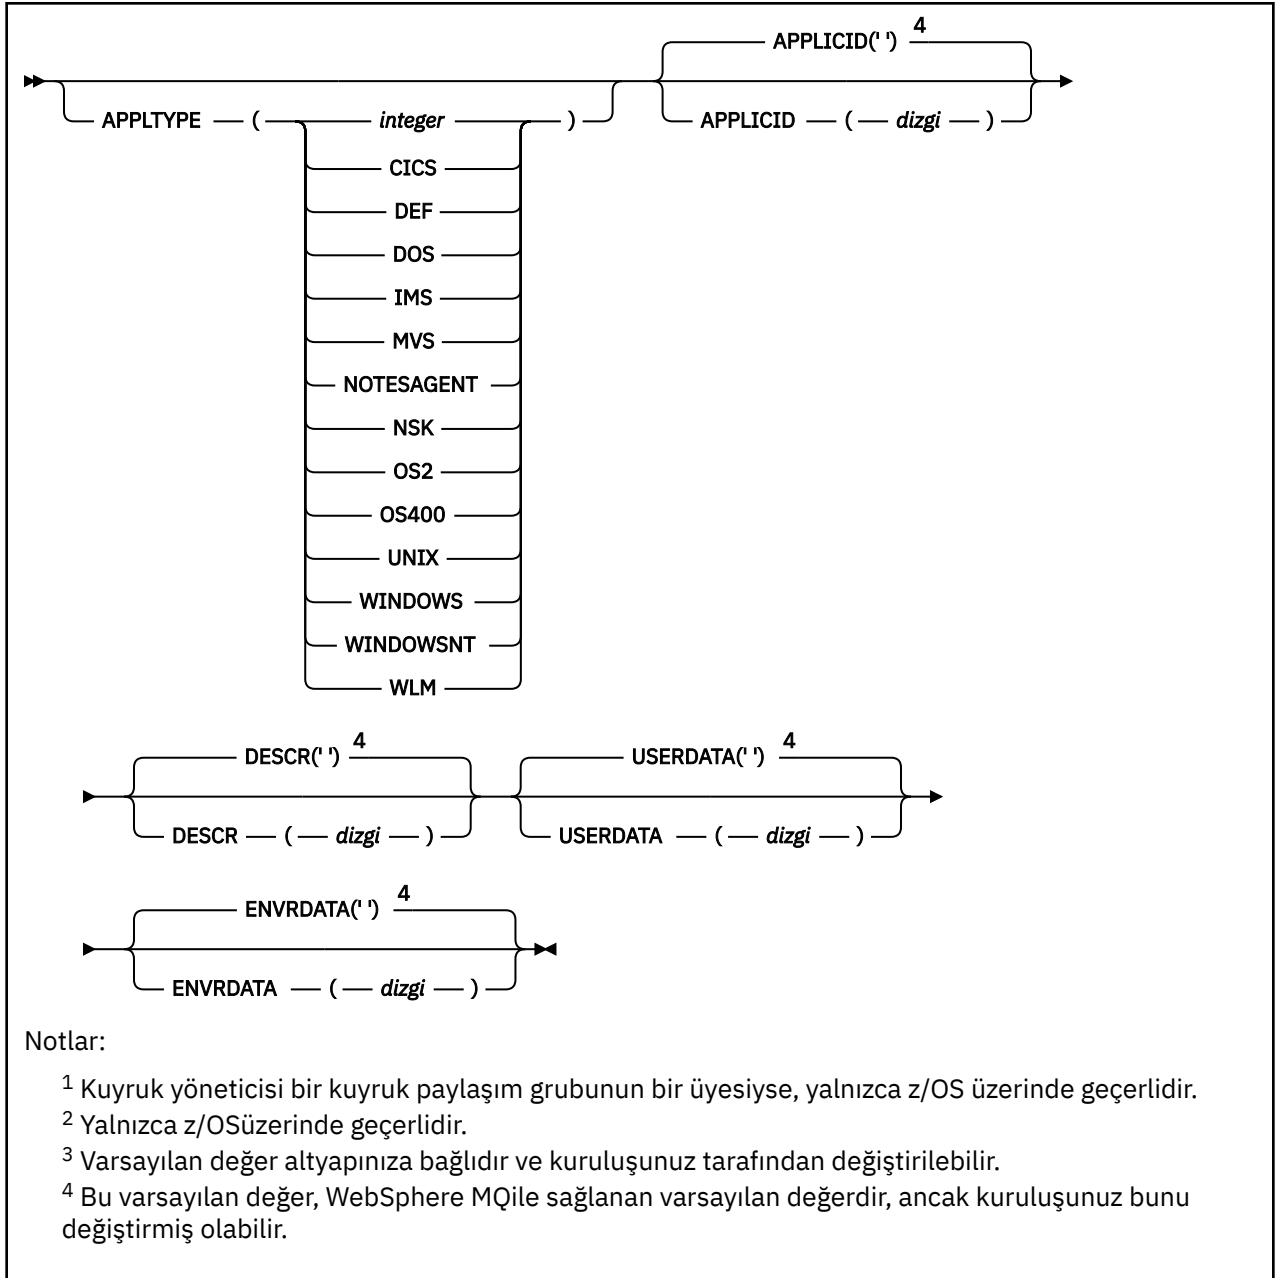 APPLICID(' ') 4
APPLTYPE ( integer ) APPLICID ( dizgi )
CICS
DEF
DOS
IMS
MVS
NOTESAGENT
NSK
OS2
OS400
UNIX
WINDOWS
WINDOWSNT
WLM
DESCR(' ') 4 USERDATA(' ') 4
DESCR ( dizgi ) USERDATA ( dizgi )
ENVRDATA(' ') 4
ENVRDATA ( dizgi )
Notlar:
1 Kuyruk yöneticisi bir kuyruk paylaşım grubunun bir üyesiyse, yalnızca z/OS üzerinde geçerlidir.
2 Yalnızca z/OSüzerinde geçerlidir.
3 Varsayılan değer altyapınıza bağlıdır ve kuruluşunuz tarafından değiştirilebilir.
4 Bu varsayılan değer, WebSphere MQile sağlanan varsayılan değerdir, ancak kuruluşunuz bunu
değiştirmiş olabilir.